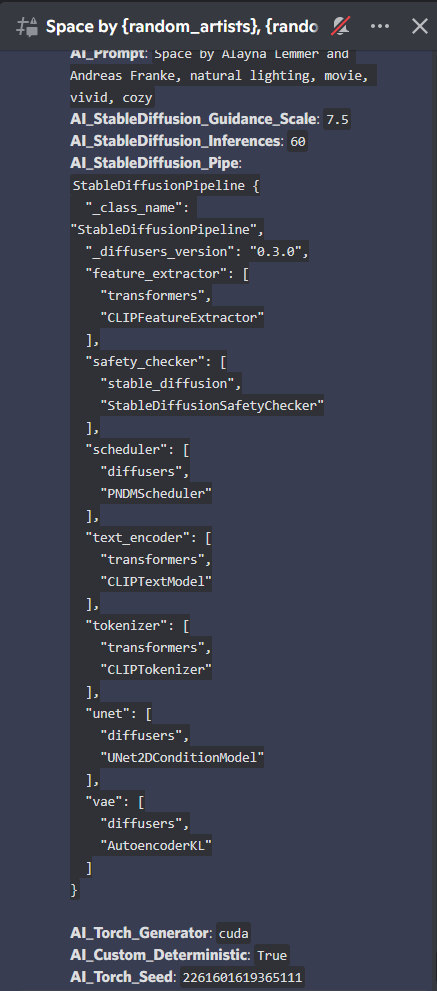 Space by {random_artists}, {rando
AI_Prompt: Space by Alayna Lemmer and
Andreas Franke, natural lighting, movie,
vivid, cozy
AI_StableDiffusion_Guidance_Scale: 7.5
AI_StableDiffusion_Inferences: 60
AI_StableDiffusion_Pipe:
StableDiffusionPipeline {
"_class_name":
"StableDiffusionPipeline",
"_diffusers_version": "0.3.0",
"feature_extractor": [
"transformers",
"CLIPFeatureExtractor"
],
"safety_checker": [
"stable_diffusion",
"StableDiffusionSafetyChecker"
],
"scheduler": [
"diffusers",
"PNDMScheduler"
],
"text_encoder": [
"transformers",
"CLIPTextModel"
],
"tokenizer": [
"transformers",
"CLIPTokenizer"
],
"unet": [
"diffusers",
"UNet2DConditionModel"
],
"vae": [
"diffusers",
"AutoencoderKL"
]
}
AI_Torch_Generator: cuda
AI_Custom_Deterministic: True
AI_Torch_Seed: 2261601619365111